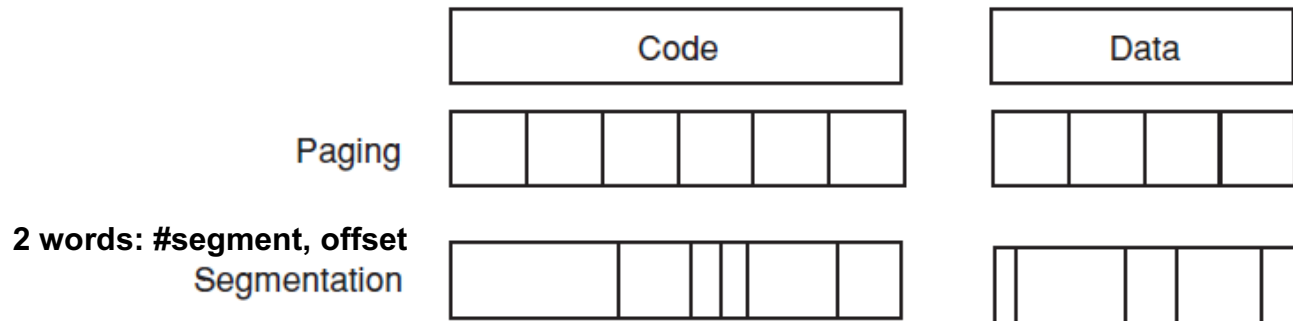 Code
Data
Paging
2 words: #segment, offset
Segmentation